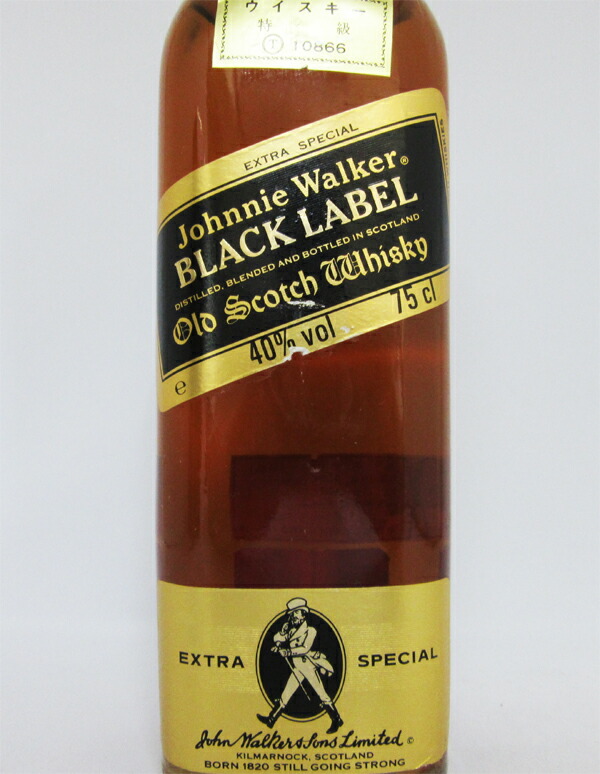 ウイスキー
特 級
Ⓣ 10866
EXTRA SPECIAL
Johnnie Walker®
BLACK LABEL
DISTILLED, BLENDED AND BOTTLED IN SCOTLAND
Old Scotch Whisky
40% vol 75 cl
e
EXTRA SPECIAL
John Walker & Sons Limited ©
KILMARNOCK, SCOTLAND
BORN 1820 STILL GOING STRONG